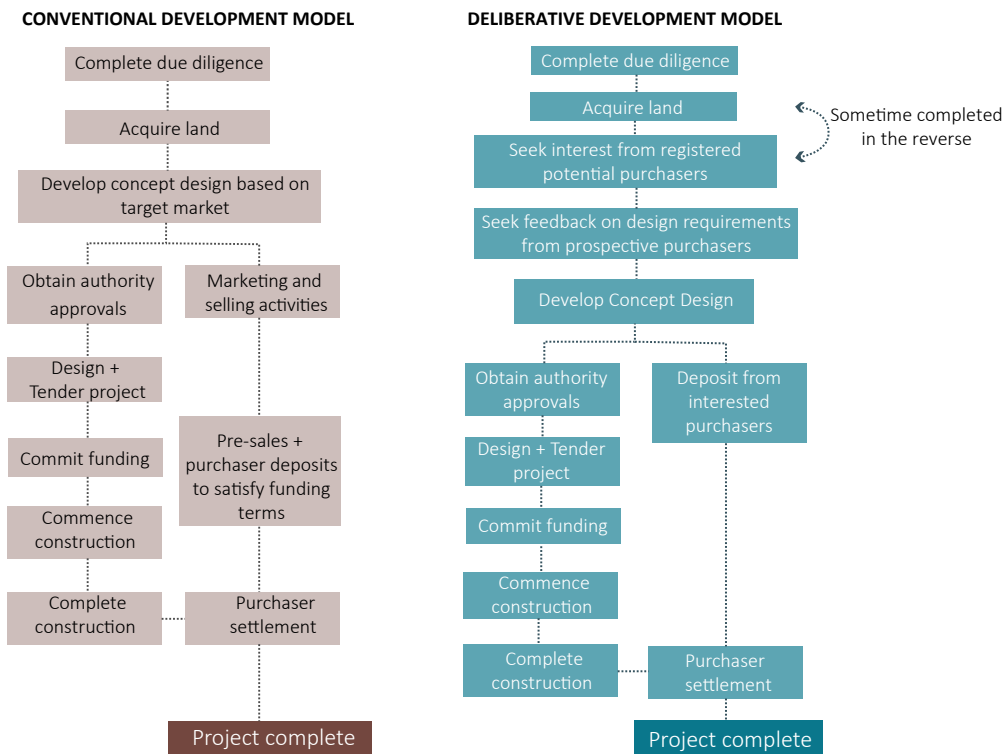 CONVENTIONAL DEVELOPMENT MODEL
Complete due diligence
Acquire land
Develop concept design based on
target market
Obtain authority
approvals
Design +
Tender project
Commit funding
Commence
construction
Complete
construction
Marketing and
selling activities
Pre-sales +
purchaser deposits
to satisfy funding
terms
Purchaser
settlement
Project complete
DELIBERATIVE DEVELOPMENT MODEL
Complete due diligence
Acquire land
Sometime completed
in the reverse
Seek interest from registered
potential purchasers
Seek feedback on design requirements
from prospective purchasers
Develop Concept Design
Obtain authority
approvals
Design + Tender
project
Commit funding
Commence
construction
Complete
construction
Deposit from
interested
purchasers
Purchaser
settlement
Project complete